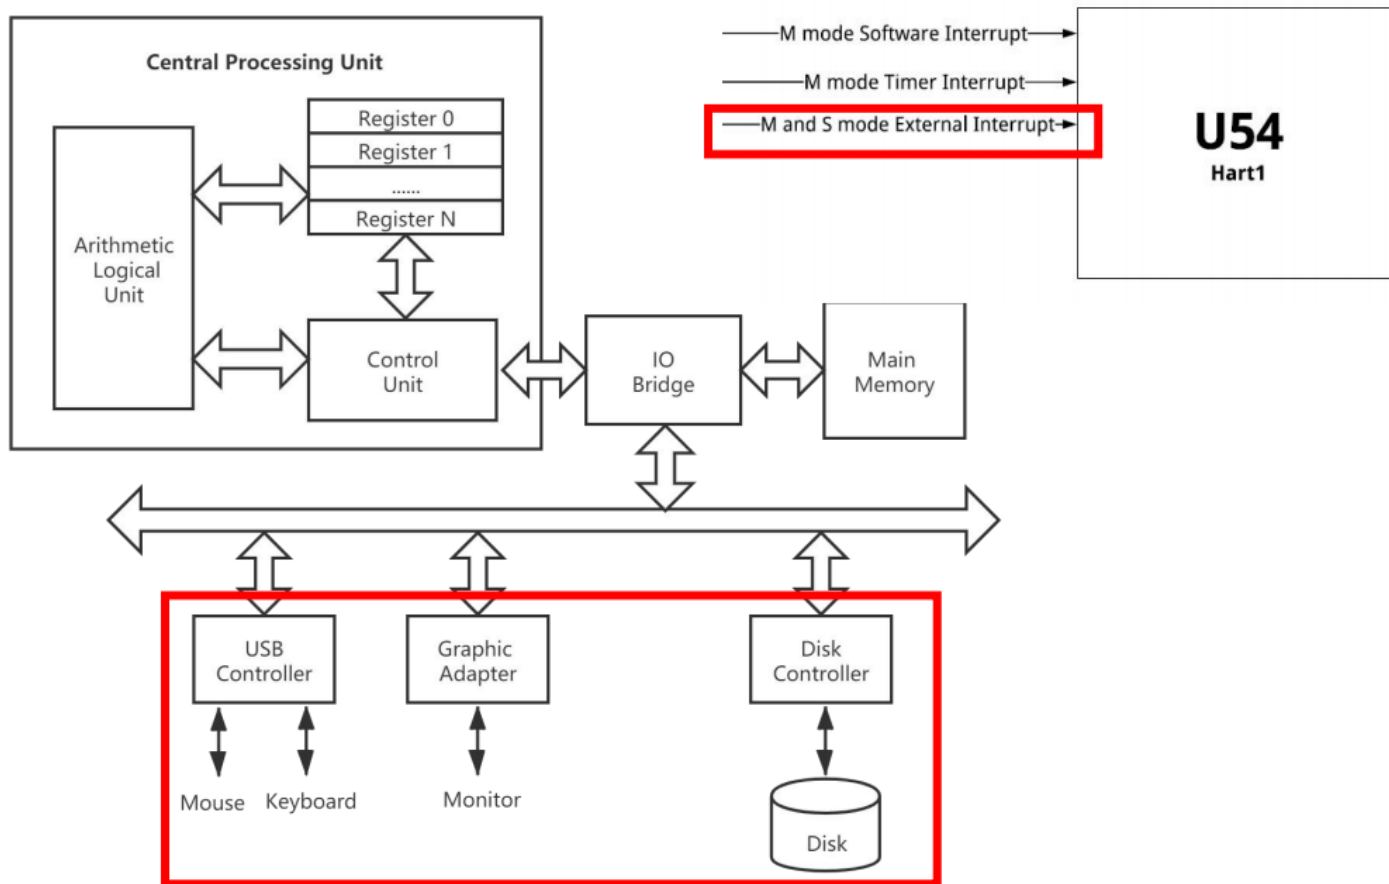 Central Processing Unit
Register 0
Register 1
......
Register N
Arithmetic
Logical
Unit
Control
Unit
IO
Bridge
Main
Memory
M mode Software Interrupt
M mode Timer Interrupt
M and S mode External Interrupt
U54
Hart1
USB
Controller
Graphic
Adapter
Disk
Controller
Mouse
Keyboard
Monitor
Disk